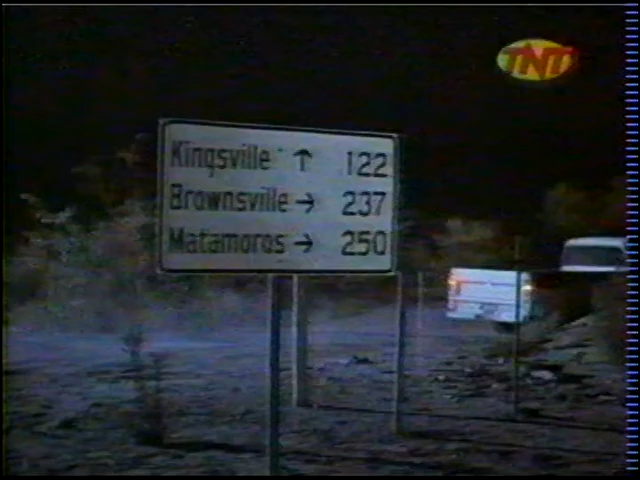 TNT
Kingsville ↑ 122
Brownsville → 237
Matamoros → 250